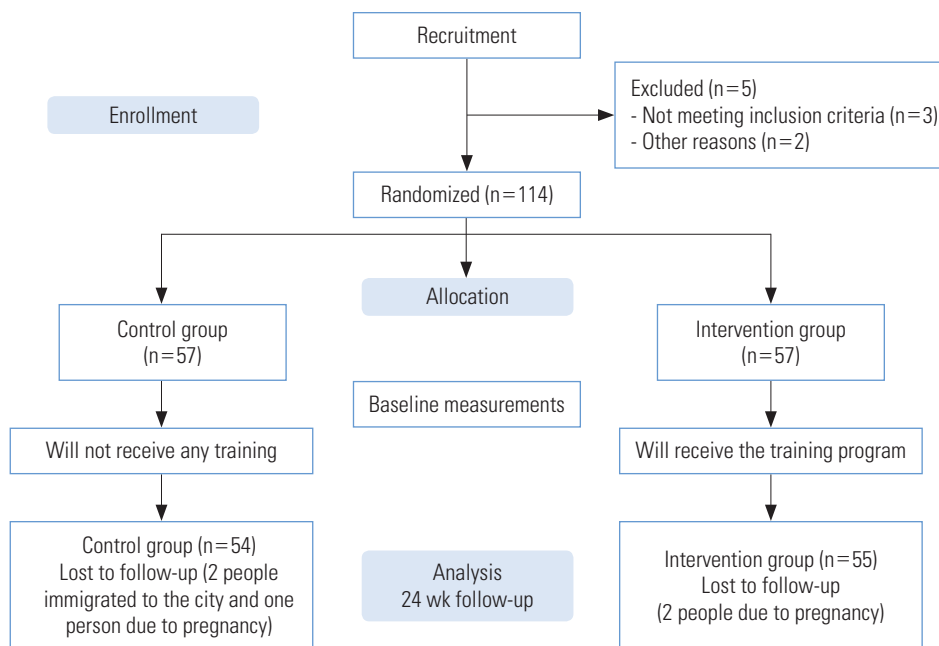 Recruitment
Enrollment
Excluded (n=5)
- Not meeting inclusion criteria (n=3)
- Other reasons (n=2)
Randomized (n=114)
Allocation
Control group
(n=57)
Intervention group
(n=57)
Baseline measurements
Will not receive any training
Will receive the training program
Control group (n=54)
Lost to follow-up (2 people
immigrated to the city and one
person due to pregnancy)
Analysis
24 wk follow-up
Intervention group (n=55)
Lost to follow-up
(2 people due to pregnancy)